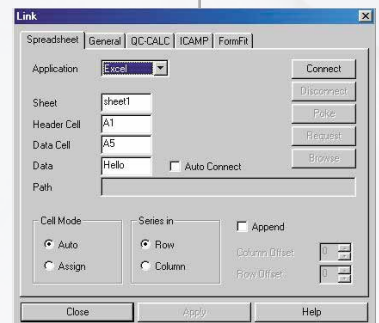 Link
Spreadsheet General QC-CALC ICAMP FormFit
Application Excel Connect
Disconnect
Sheet sheet1 Poke
Header Cell A1 Request
Data Cell A5 Browse
Data Hello Auto Connect
Path
Cell Mode Series in Append
Auto Row Column Offset 0
Assign Column Row Offset 0
Close Apply Help